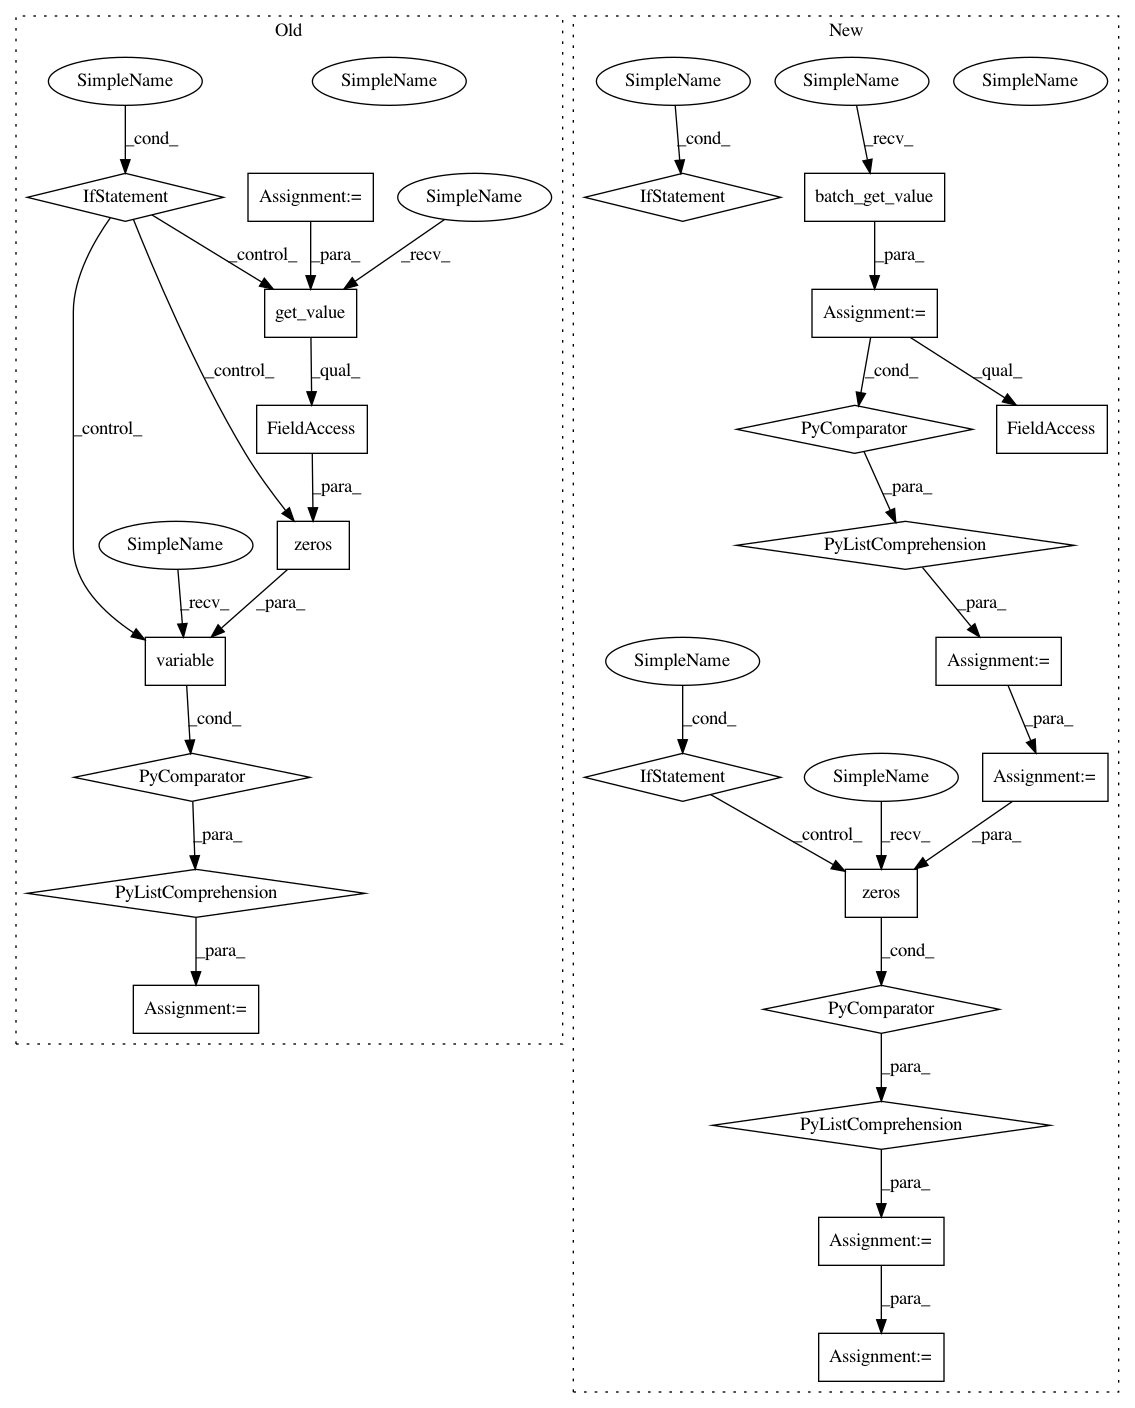 Old
New
SimpleName
SimpleName
SimpleName
SimpleName
SimpleName
_cond_
_cond_
_recv_
IfStatement
Assignment:=
SimpleName
IfStatement
batch_get_value
_control_
_para_
_recv_
_para_
get_value
Assignment:=
_control_
_qual_
_cond_
_qual_
_control_
FieldAccess
PyComparator
FieldAccess
_para_
_para_
SimpleName
zeros
PyListComprehension
_recv_
_para_
_para_
variable
SimpleName
Assignment:=
_cond_
_cond_
_para_
PyComparator
IfStatement
SimpleName
Assignment:=
_para_
_control_
_recv_
_para_
PyListComprehension
zeros
_para_
_cond_
Assignment:=
PyComparator
_para_
PyListComprehension
_para_
Assignment:=
_para_
Assignment:=